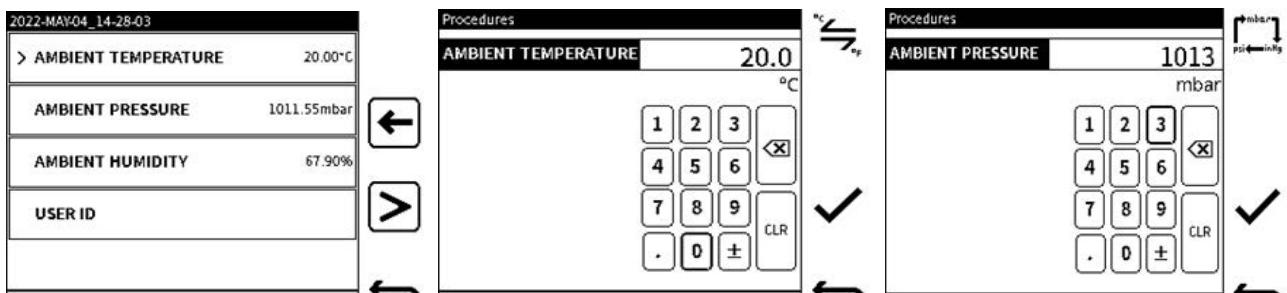 2022-MAY-04_14-28-03
> AMBIENT TEMPERATURE 20.00°C
AMBIENT PRESSURE 1011.55mbar
AMBIENT HUMIDITY 67.90%
USER ID
Procedures
°C
°F
AMBIENT TEMPERATURE 20.0
°C
1 2 3
4 5 6
7 8 9
CLR
. 0 ±
Procedures
mbar
psi inHg
AMBIENT PRESSURE 1013
mbar
1 2 3
4 5 6
7 8 9
CLR
. 0 ±